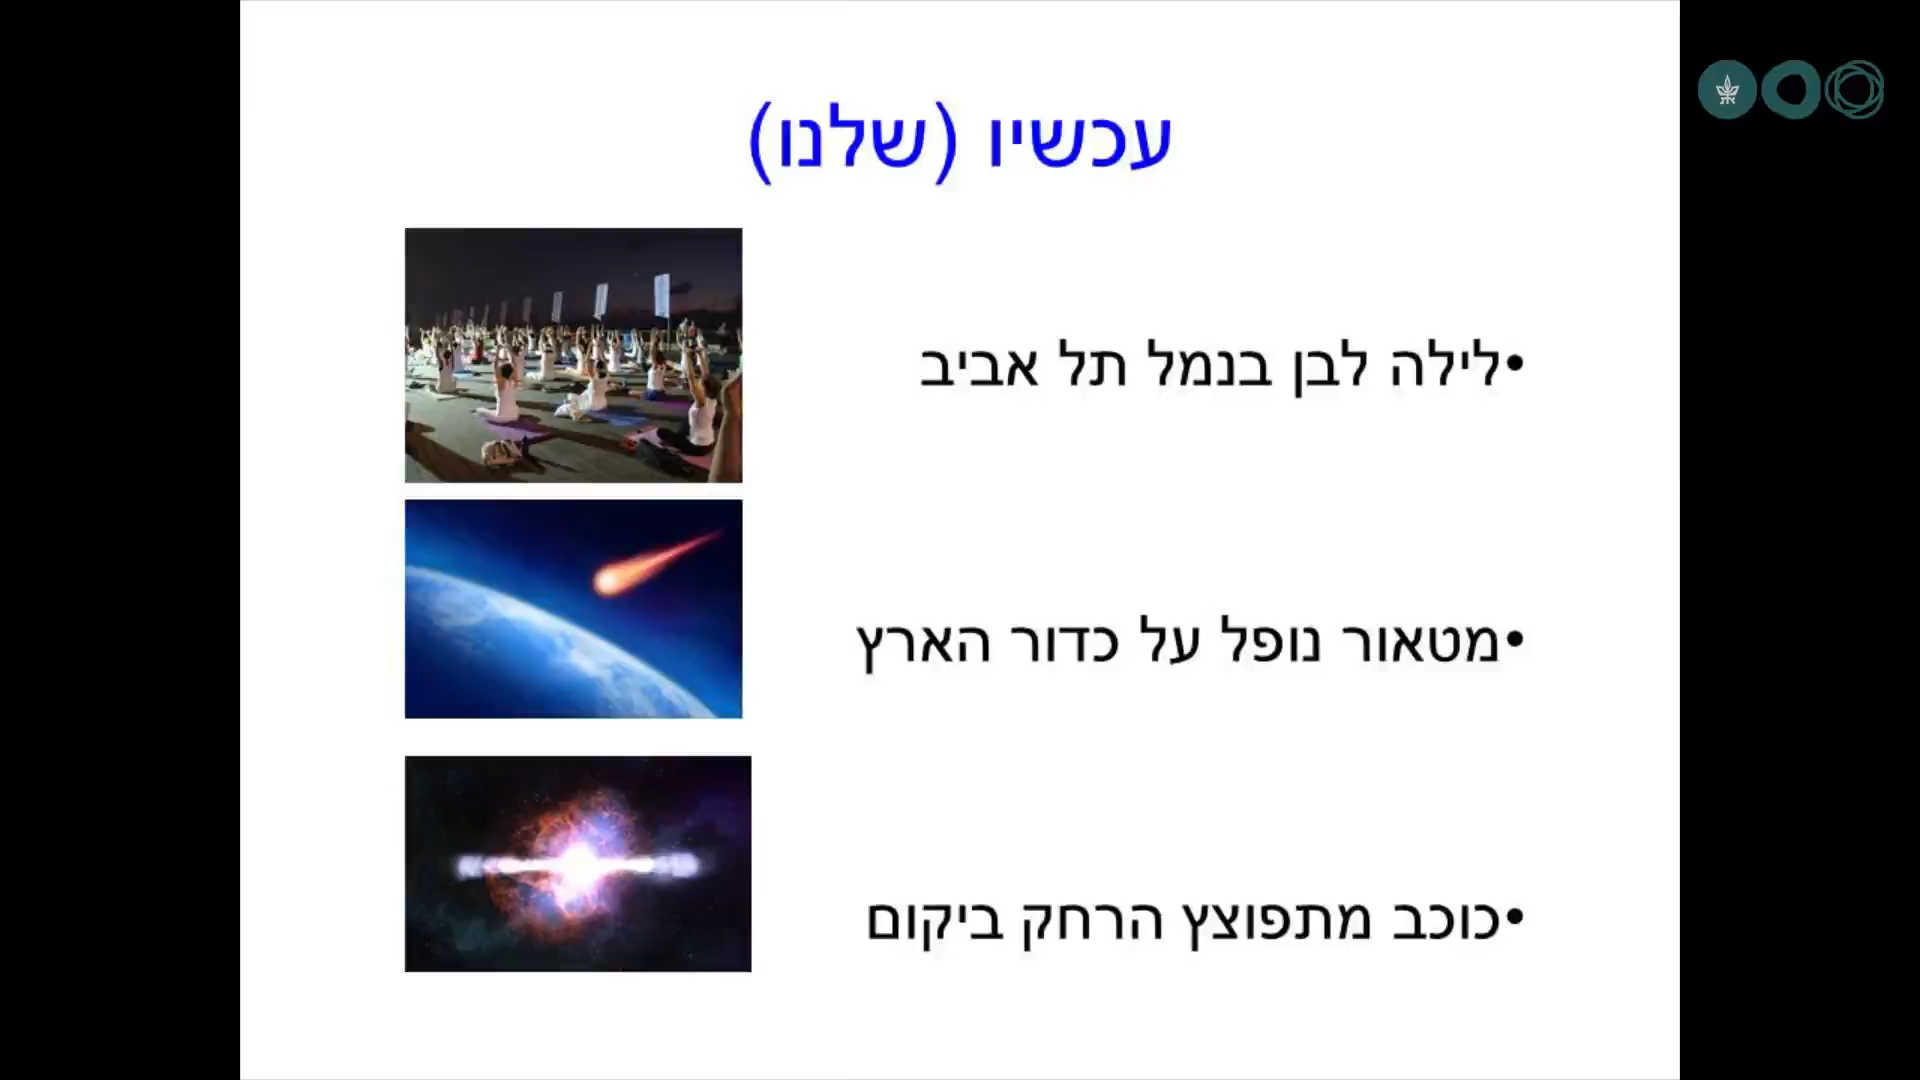 עכשיו (שלנו)
•לילה לבן בנמל תל אביב
•מטאור נופל על כדור הארץ
•כוכב מתפוצץ הרחק ביקום